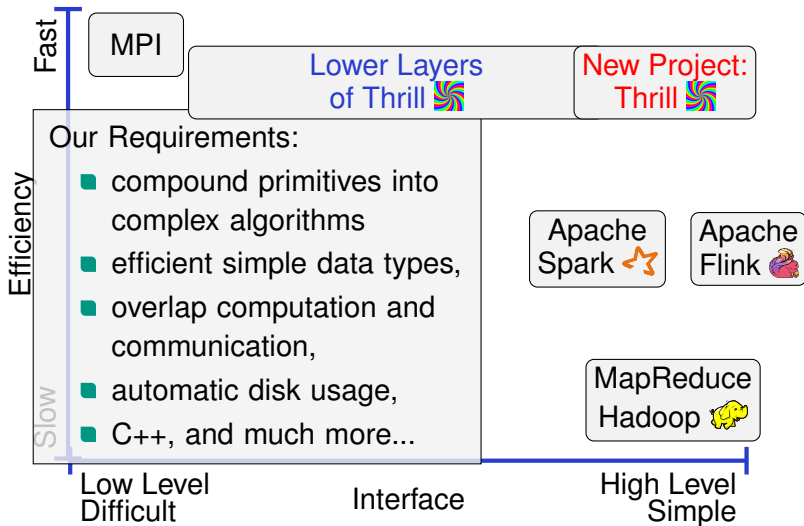 Fast
MPI
Lower Layers
of Thrill
New Project:
Thrill
Our Requirements:
compound primitives into
complex algorithms
efficient simple data types,
overlap computation and
communication,
automatic disk usage,
C++, and much more...
Efficiency
Apache
Spark
Apache
Flink
MapReduce
Hadoop
Slow
Low Level
Difficult
Interface
High Level
Simple